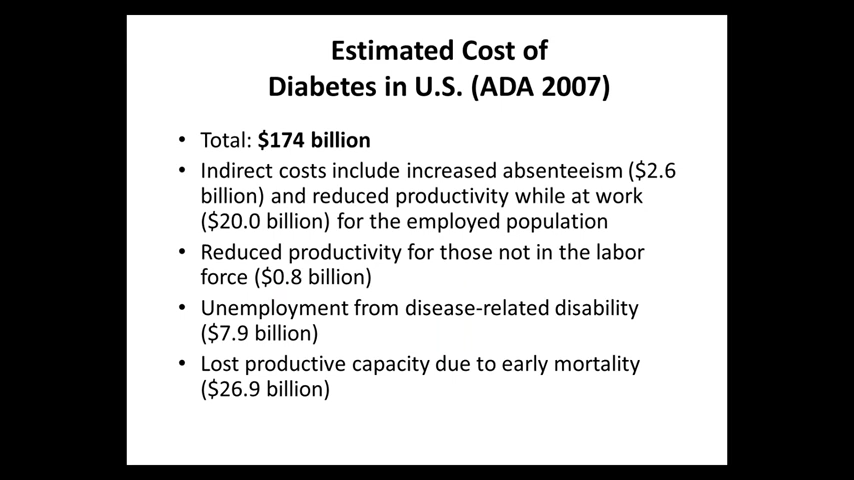 Estimated Cost of
Diabetes in U.S. (ADA 2007)
• Total: $174 billion
• Indirect costs include increased absenteeism ($2.6
billion) and reduced productivity while at work
($20.0 billion) for the employed population
• Reduced productivity for those not in the labor
force ($0.8 billion)
• Unemployment from disease-related disability
($7.9 billion)
• Lost productive capacity due to early mortality
($26.9 billion)